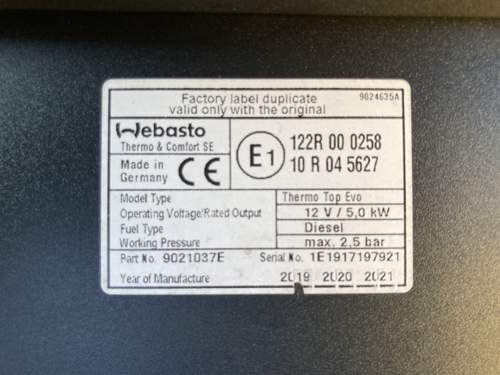 Factory label duplicate
valid only with the original
9024635A
Webasto
Thermo & Comfort SE
Made in
Germany
CE
E1
122R 00 0258
10 R 04 5627
Model Type Thermo Top Evo
Operating Voltage/Rated Output 12 V / 5,0 kW
Fuel Type Diesel
Working Pressure max. 2,5 bar
Part No. 9021037E Serial No. 1E1917197921
Year of Manufacture 2019 2020 2021